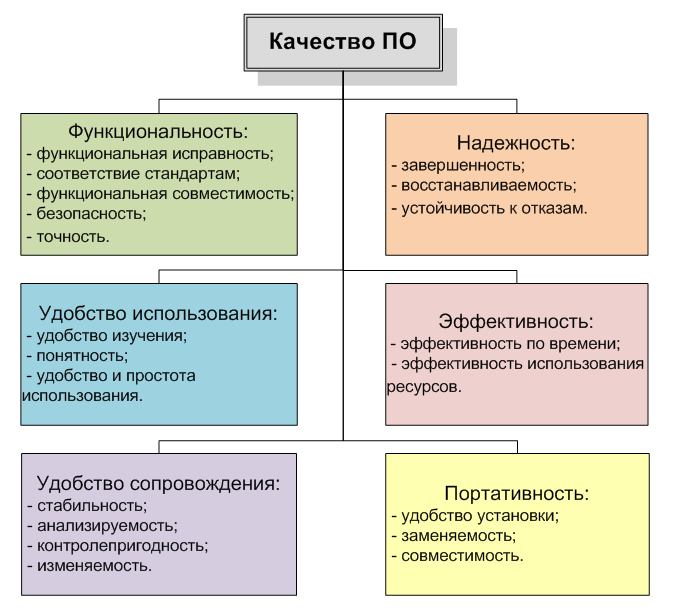 Качество ПО
Функциональность:
- функциональная исправность;
- соответствие стандартам;
- функциональная совместимость;
- безопасность;
- точность.
Надежность:
- завершенность;
- восстанавливаемость;
- устойчивость к отказам.
Удобство использования:
- удобство изучения;
- понятность;
- удобство и простота
использования.
Эффективность:
- эффективность по времени;
- эффективность использования
ресурсов.
Удобство сопровождения:
- стабильность;
- анализируемость;
- контролепригодность;
- изменяемость.
Портативность:
- удобство установки;
- заменяемость;
- совместимость.